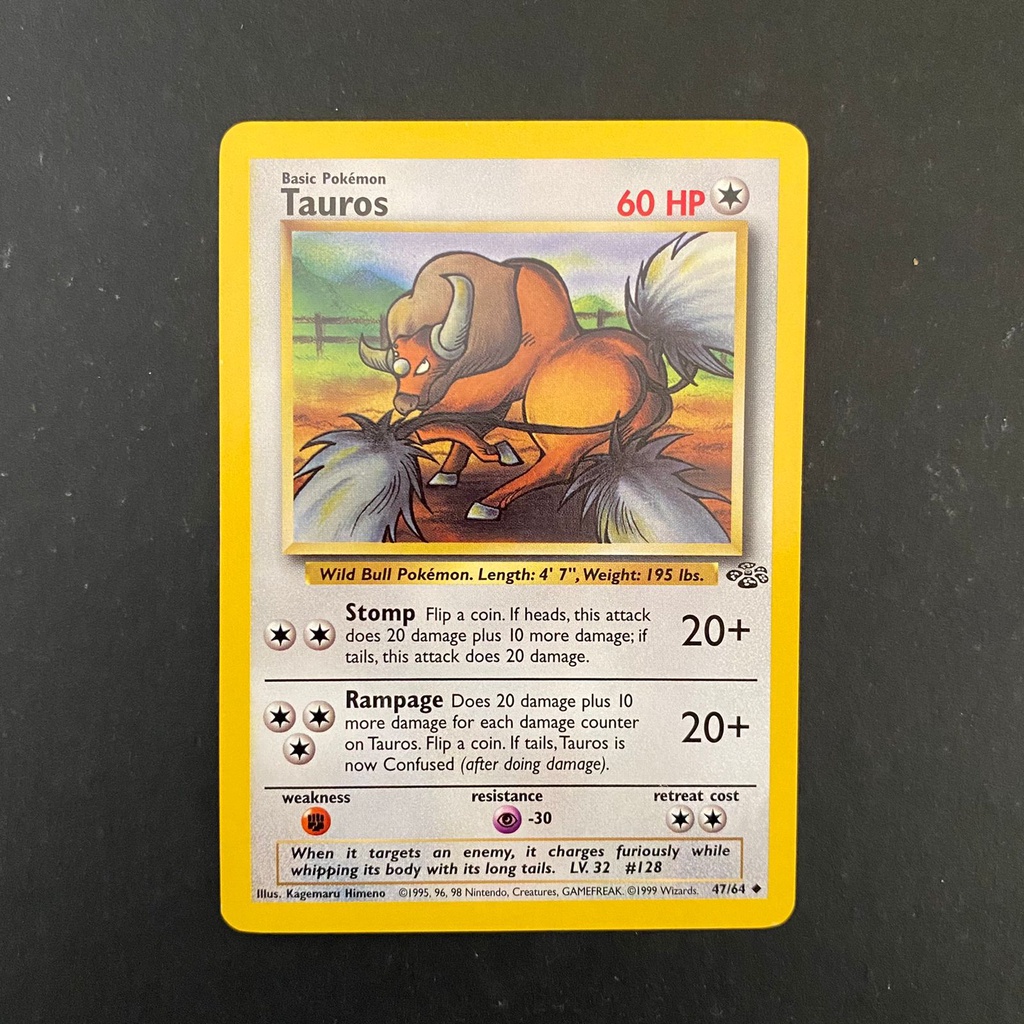 Basic Pokémon
Tauros
60 HP
Wild Bull Pokémon. Length: 4' 7", Weight: 195 lbs.
Stomp Flip a coin. If heads, this attack
does 20 damage plus 10 more damage; if
tails, this attack does 20 damage.
20+
Rampage Does 20 damage plus 10
more damage for each damage counter
on Tauros. Flip a coin. If tails, Tauros is
now Confused (after doing damage).
20+
weakness
resistance
-30
retreat cost
When it targets an enemy, it charges furiously while
whipping its body with its long tails. LV. 32 #128
Illus. Kagemaru Himeno ©1995, 96, 98 Nintendo, Creatures, GAMEFREAK. ©1999 Wizards. 47/64